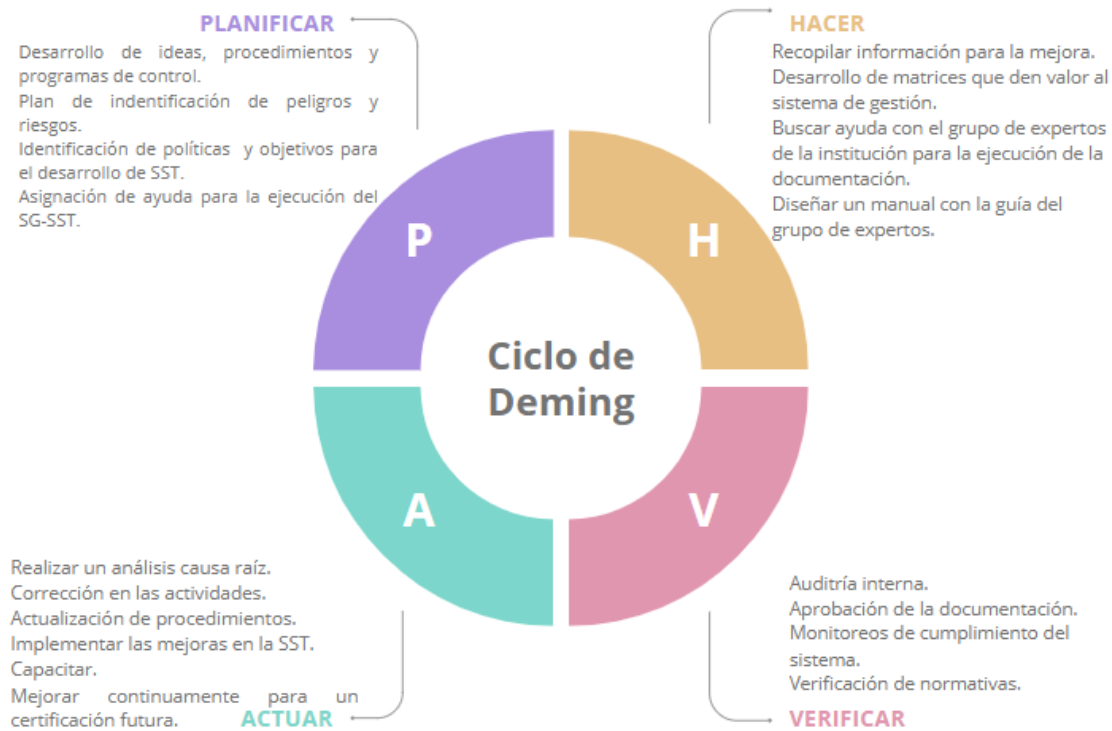 PLANIFICAR
Desarrollo de ideas, procedimientos y
programas de control.
Plan de indentificación de peligros y
riesgos.
Identificación de políticas y objetivos para
el desarrollo de SST.
Asignación de ayuda para la ejecución del
SG-SST.
HACER
Recopilar información para la mejora.
Desarrollo de matrices que den valor al
sistema de gestión.
Buscar ayuda con el grupo de expertos
de la institución para la ejecución de la
documentación.
Diseñar un manual con la guía del
grupo de expertos.
P
H
Ciclo de
Deming
A
V
Realizar un análisis causa raíz.
Corrección en las actividades.
Actualización de procedimientos.
Implementar las mejoras en la SST.
Capacitar.
Mejorar continuamente para un
certificación futura.
ACTUAR
Auditría interna.
Aprobación de la documentación.
Monitoreos de cumplimiento del
sistema.
Verificación de normativas.
VERIFICAR